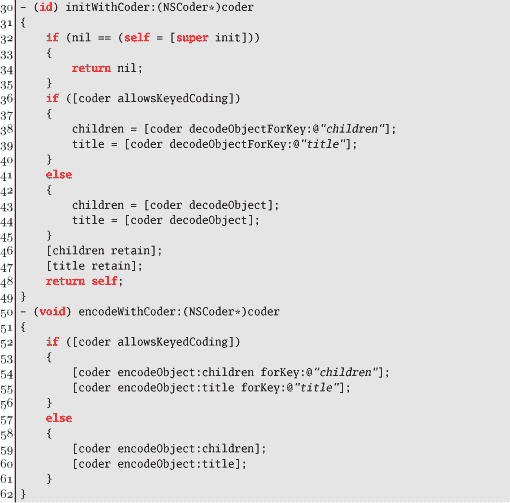 30 - (id) initWithCoder:(NSCoder*)coder
31 {
32     if (nil == (self = [super init]))
33     {
34         return nil;
35     }
36     if ([coder allowsKeyedCoding])
37     {
38         children = [coder decodeObjectForKey:@"children"];
39         title = [coder decodeObjectForKey:@"title"];
40     }
41     else
42     {
43         children = [coder decodeObject];
44         title = [coder decodeObject];
45     }
46     [children retain];
47     [title retain];
48     return self;
49 }
50 - (void) encodeWithCoder:(NSCoder*)coder
51 {
52     if ([coder allowsKeyedCoding])
53     {
54         [coder encodeObject:children forKey:@"children"];
55         [coder encodeObject:title forKey:@"title"];
56     }
57     else
58     {
59         [coder encodeObject:children];
60         [coder encodeObject:title];
61     }
62 }